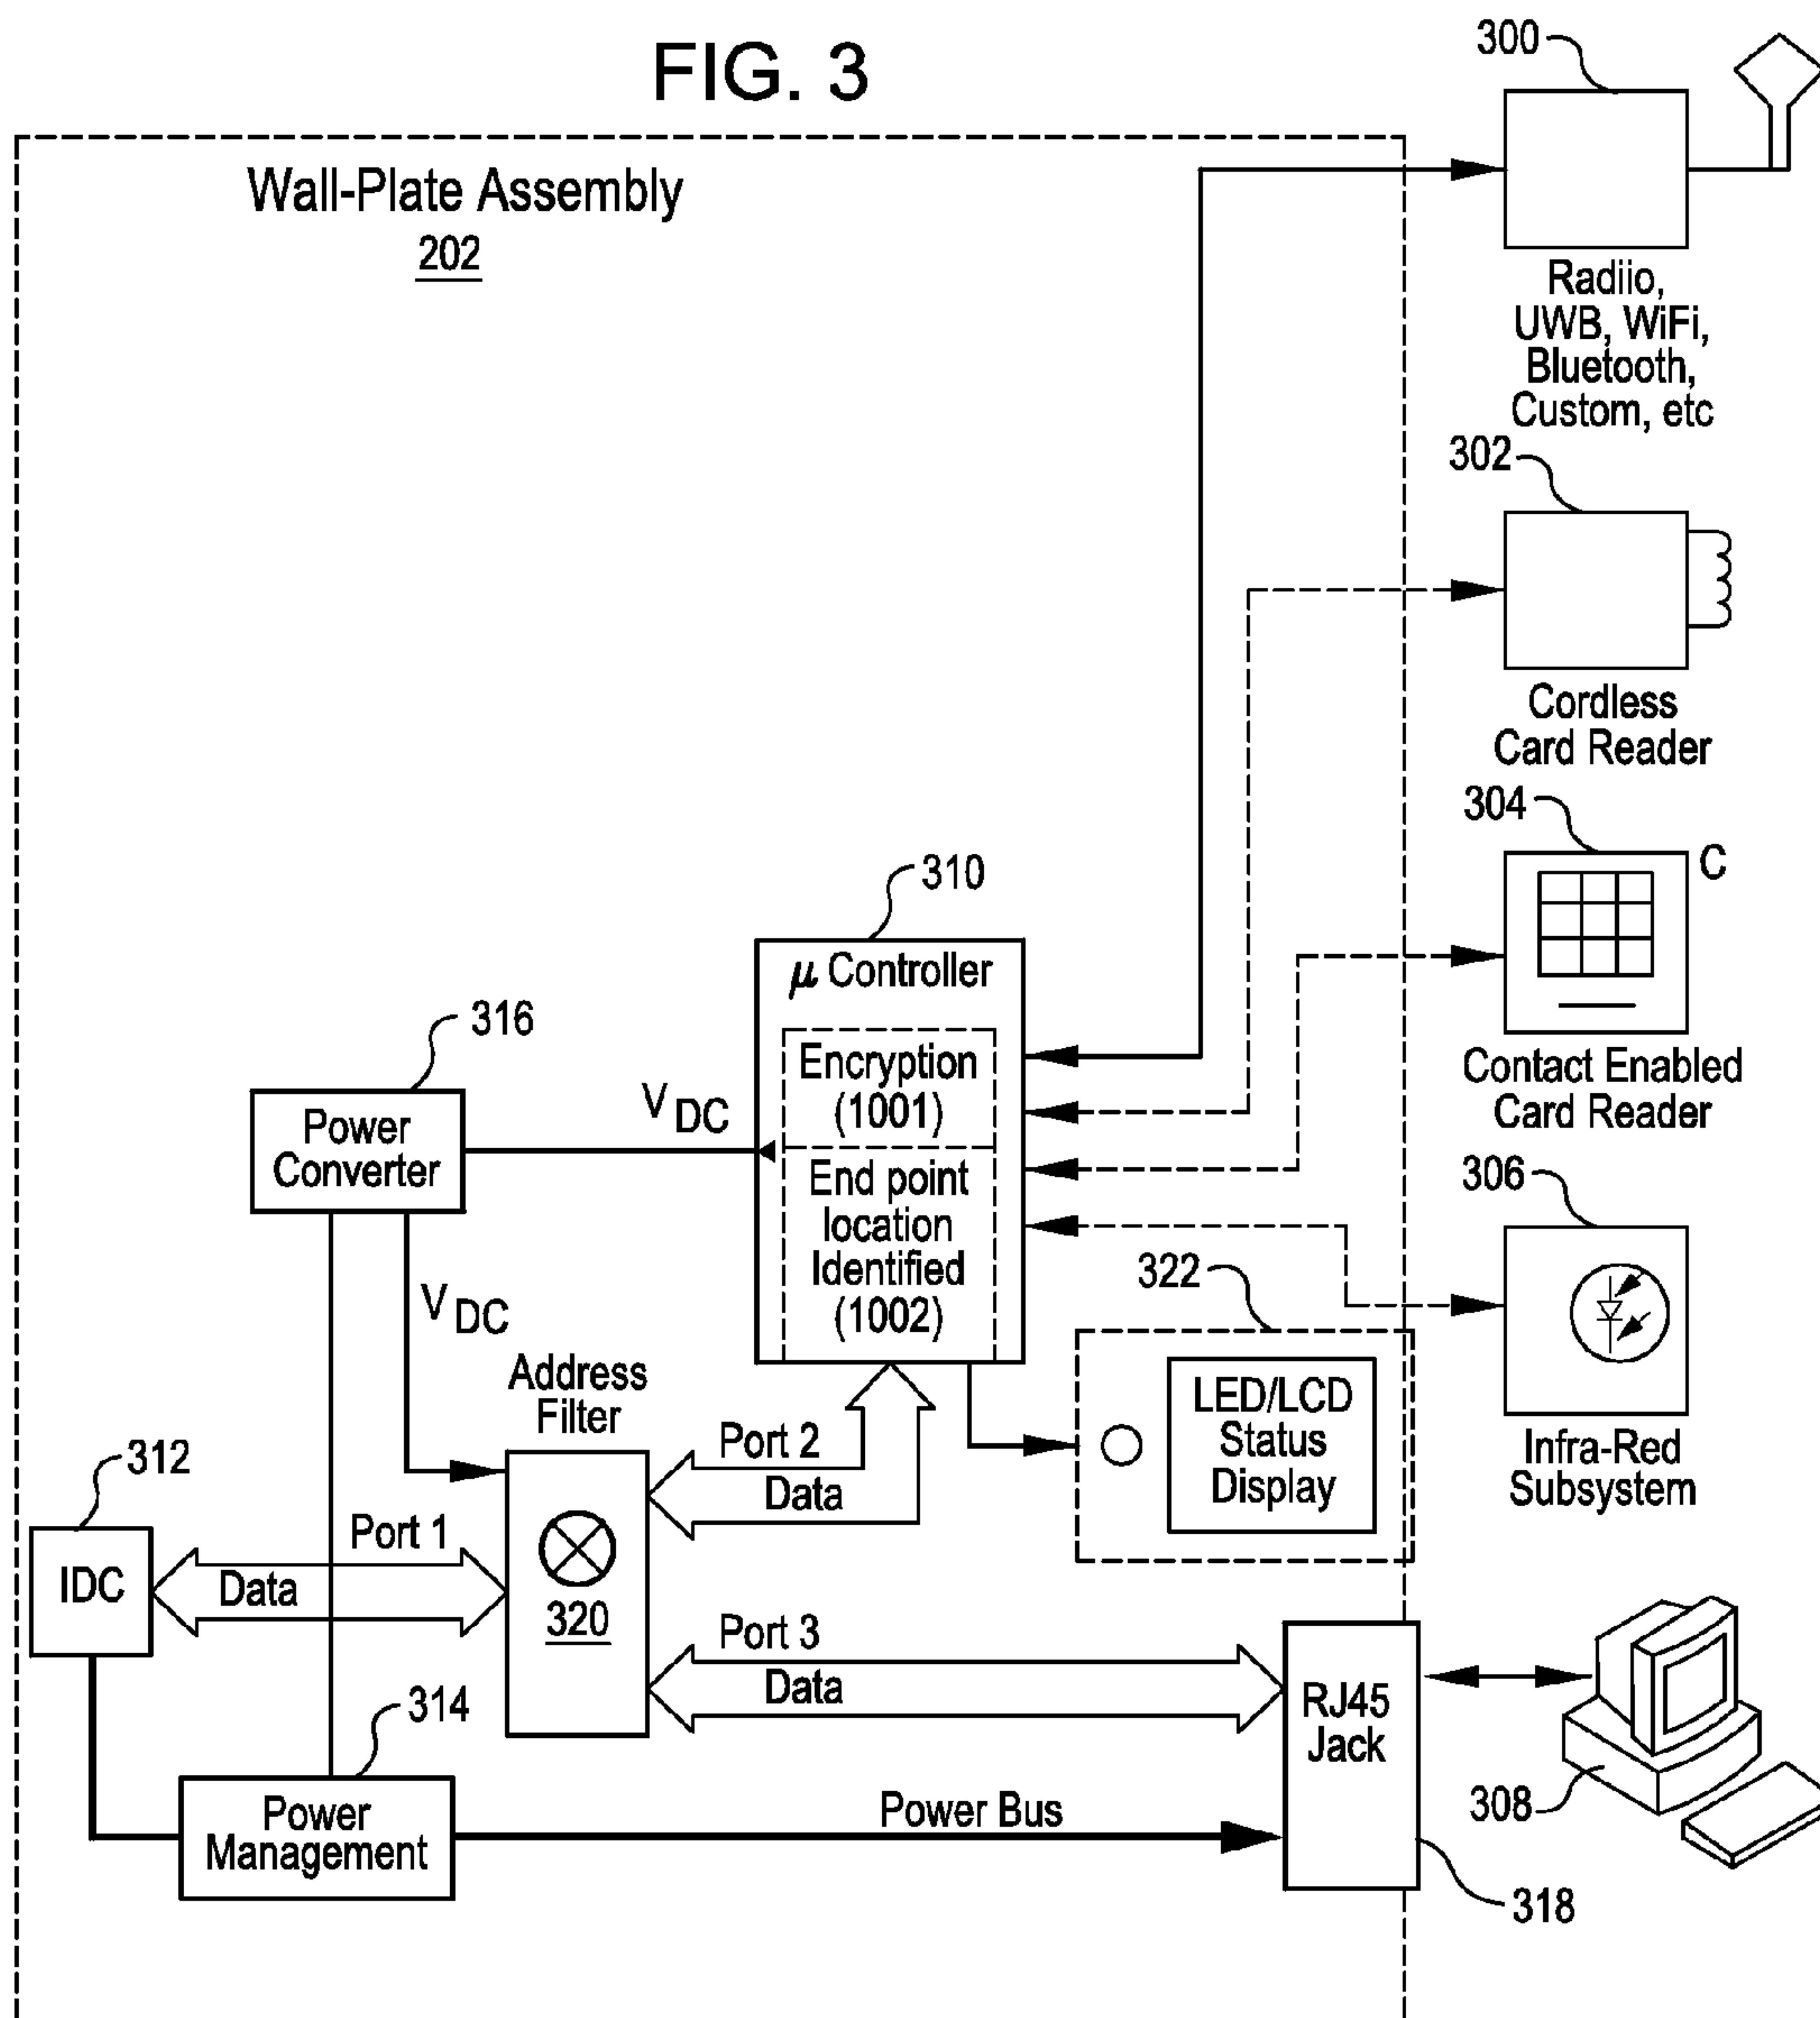 FIG. 3
Wall-Plate Assembly
202
300
Radiio,
UWB, WiFi,
Bluetooth,
Custom, etc
302
Cordless
Card Reader
304
C
Contact Enabled
Card Reader
306
Infra-Red
Subsystem
310
μ Controller
Encryption
(1001)
End point
location
Identified
(1002)
316
Power
Converter
VDC
VDC
322
LED/LCD
Status
Display
Address
Filter
320
312
IDC
Port 1
Data
Port 2
Data
Port 3
Data
RJ45
Jack
318
308
314
Power
Management
Power Bus